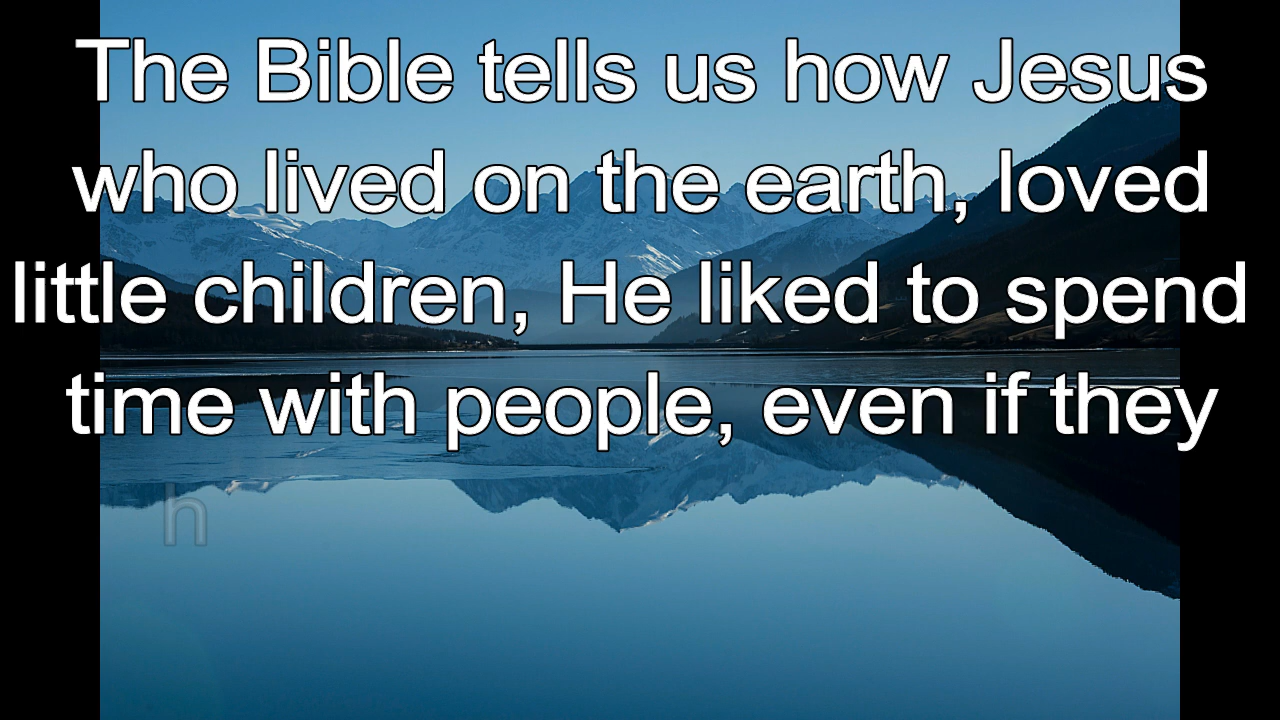 The Bible tells us how Jesus
who lived on the earth, loved
little children, He liked to spend
time with people, even if they
h